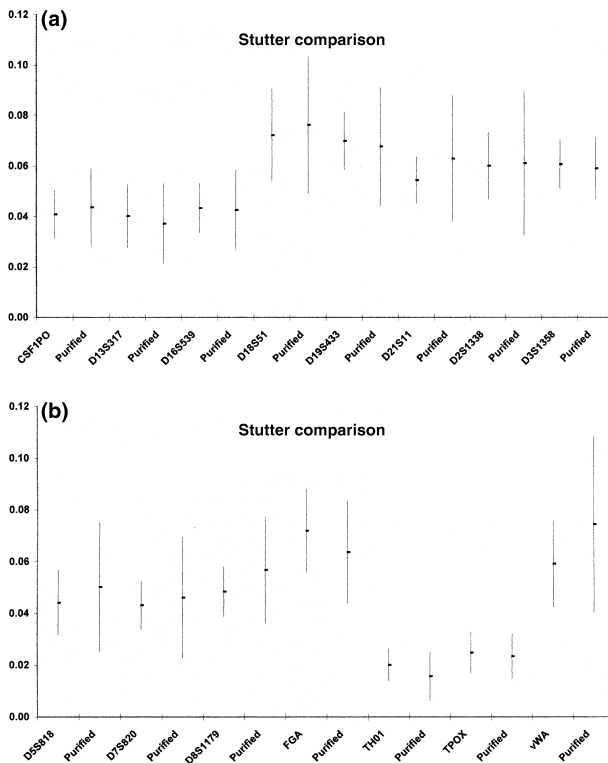 (a)
Stutter comparison
0.12
0.10
0.08
0.06
0.04
0.02
0.00
CSF1PO Purified D13S317 Purified D16S539 Purified D18S51 Purified D19S433 Purified D21S11 Purified D2S1338 Purified D3S1358 Purified
(b)
Stutter comparison
0.12
0.10
0.08
0.06
0.04
0.02
0.00
D5S818 Purified D7S820 Purified D8S1179 Purified FGA Purified TH01 Purified TPOX Purified vWA Purified